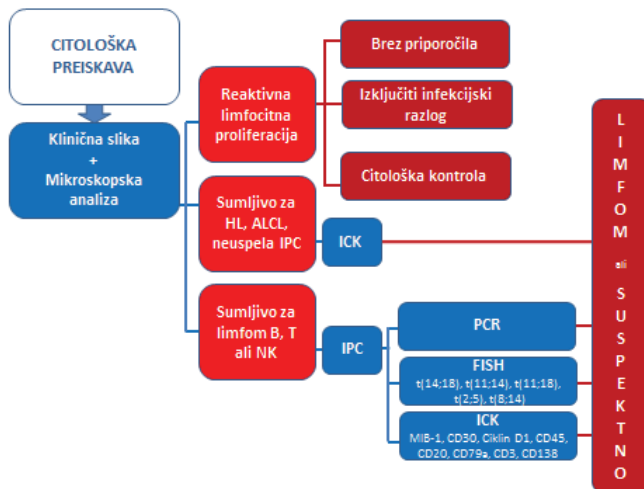 CITOLOŠKA
PREISKAVA
Klinična slika
+
Mikroskopska
analiza
Reaktivna
limfocitna
proliferacija
Brez priporočila
Izključiti infekcijski
razlog
Citološka kontrola
Sumljivo za
HL, ALCL,
neuspela IPC
ICK
Sumljivo za
limfom B, T
ali NK
IPC
PCR
FISH
t(14;18), t(11;14), t(11;18),
t(2;5), t(8;14)
ICK
MIB-1, CD30, Ciklin D1, CD45,
CD20, CD79a, CD3, CD138
L
I
M
F
O
M
ali
S
U
S
P
E
K
T
N
O